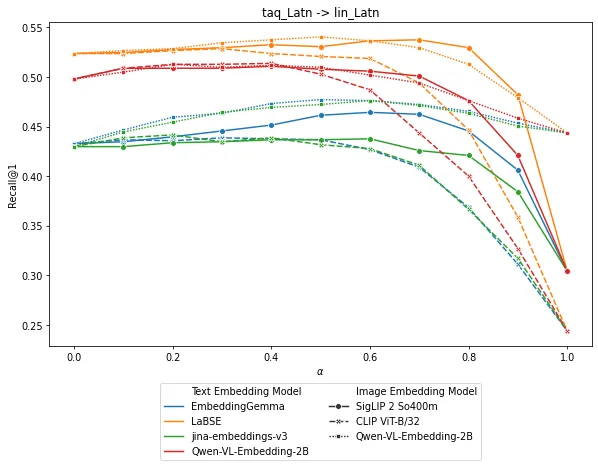 taq_Latn -> lin_Latn
Recall@1
0.55
0.50
0.45
0.40
0.35
0.30
0.25
0.0 0.2 0.4 0.6 0.8 1.0
α
Text Embedding Model Image Embedding Model
EmbeddingGemma SigLIP 2 So400m
LaBSE CLIP ViT-B/32
jina-embeddings-v3 Qwen-VL-Embedding-2B
Qwen-VL-Embedding-2B